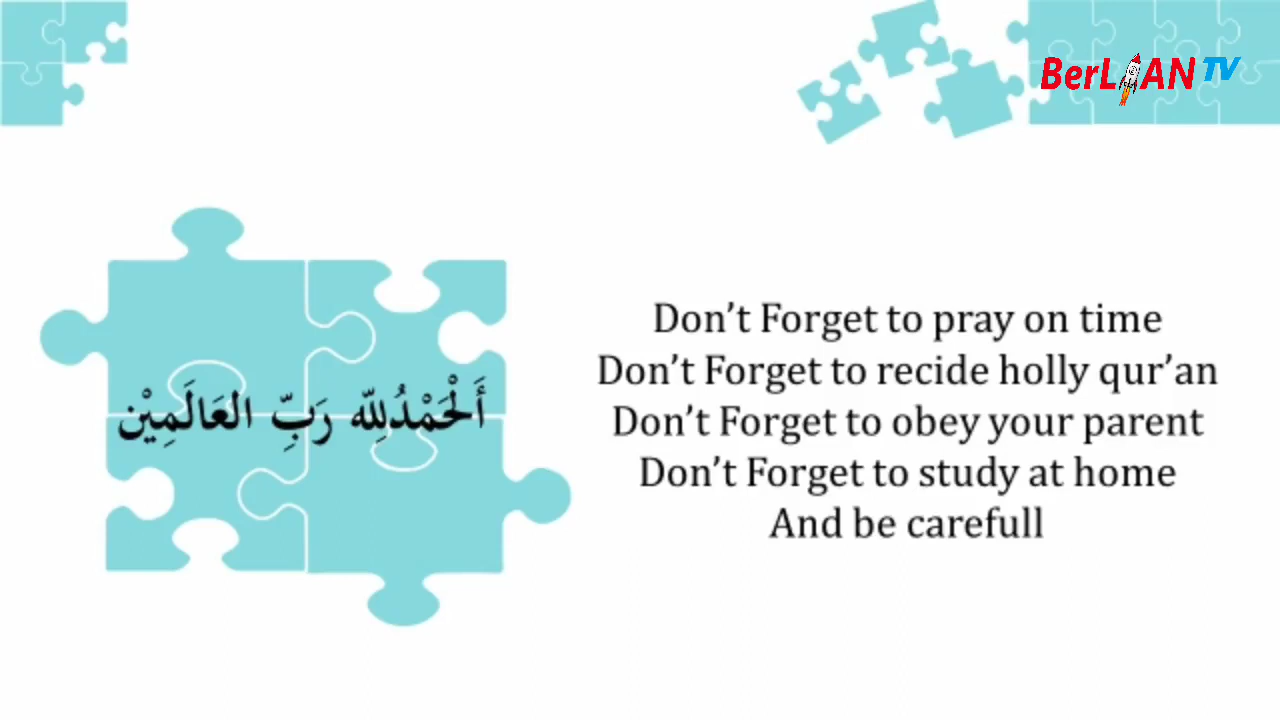 BerLIAN TV
اَلْحَمْدُلِلّه رَبِّ العَالَمِيْن
Don't Forget to pray on time
Don't Forget to recide holly qur'an
Don't Forget to obey your parent
Don't Forget to study at home
And be carefull